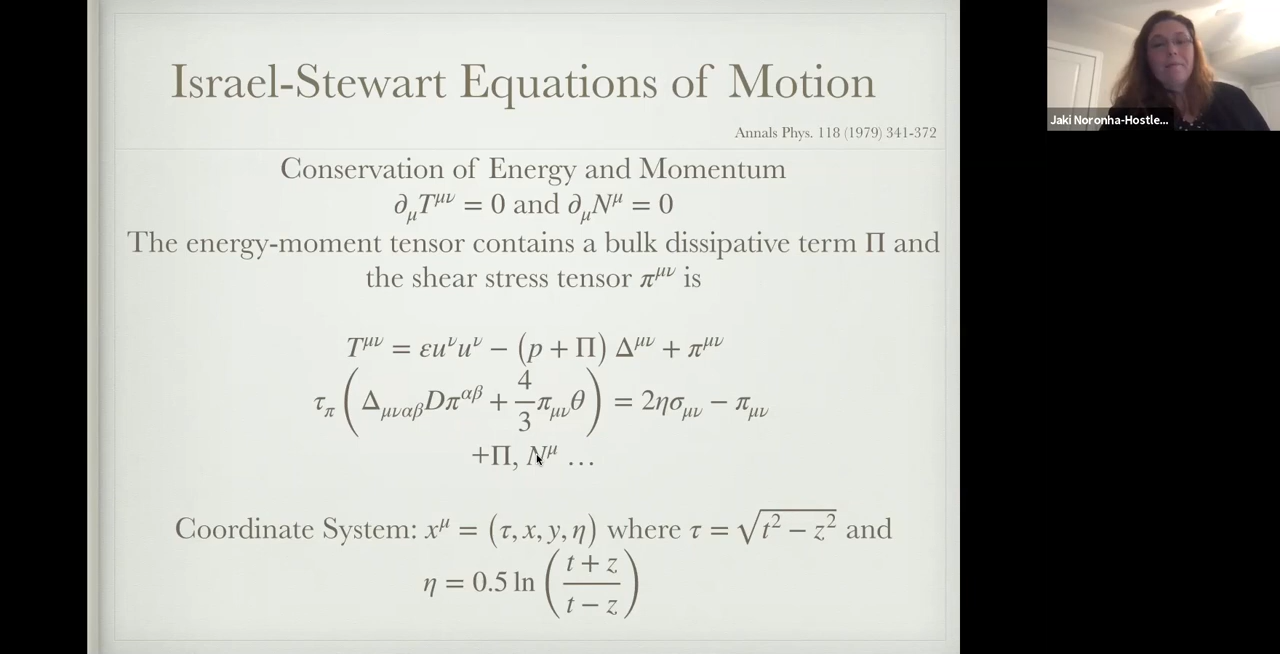 Israel-Stewart Equations of Motion
Annals Phys. 118 (1979) 341-372
Conservation of Energy and Momentum
∂_μT^{μν} = 0 and ∂_μN^μ = 0
The energy-moment tensor contains a bulk dissipative term Π and
the shear stress tensor π^{μν} is
T^{μν} = εu^νu^ν − (p + Π) Δ^{μν} + π^{μν}
τ_π (Δ_{μναβ}Dπ^{αβ} + 4/3 π_{μν}θ) = 2ησ_{μν} − π_{μν}
+Π, N^μ …
Coordinate System: x^μ = (τ, x, y, η) where τ = √(t² − z²) and
η = 0.5 ln ((t + z)/(t − z))
Jaki Noronha-Hostle...